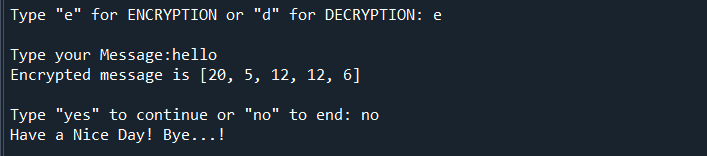 Type "e" for ENCRYPTION or "d" for DECRYPTION: e
Type your Message:hello
Encrypted message is [20, 5, 12, 12, 6]
Type "yes" to continue or "no" to end: no
Have a Nice Day! Bye...!